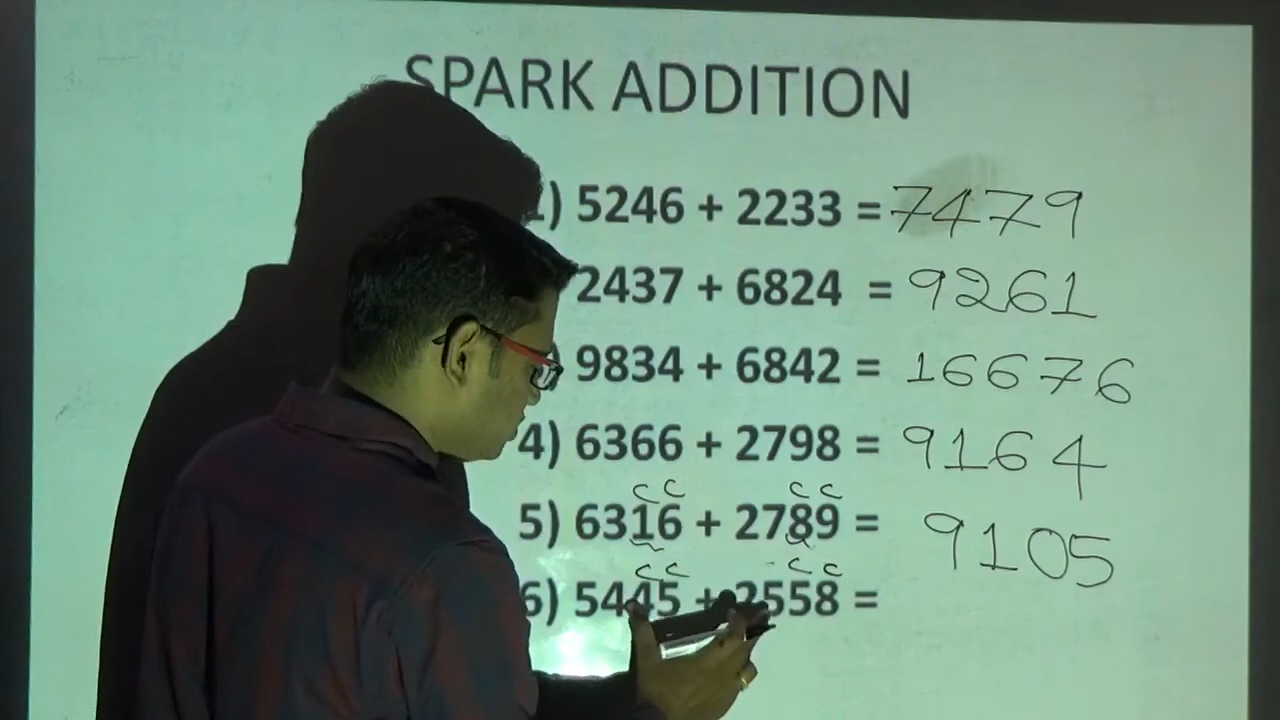 SPARK ADDITION
1) 5246 + 2233 = 7479
2437 + 6824 = 9261
) 9834 + 6842 = 16676
4) 6366 + 2798 = 9164
c c c c
5) 6316 + 2789 = 9105
c c c c
6) 5445 + 2558 =